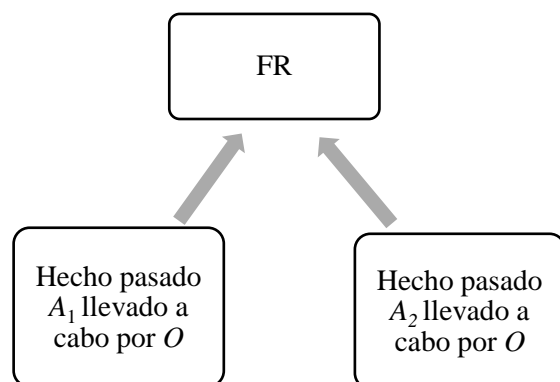 FR
Hecho pasado
A₁ llevado a
cabo por O
Hecho pasado
A₂ llevado a
cabo por O